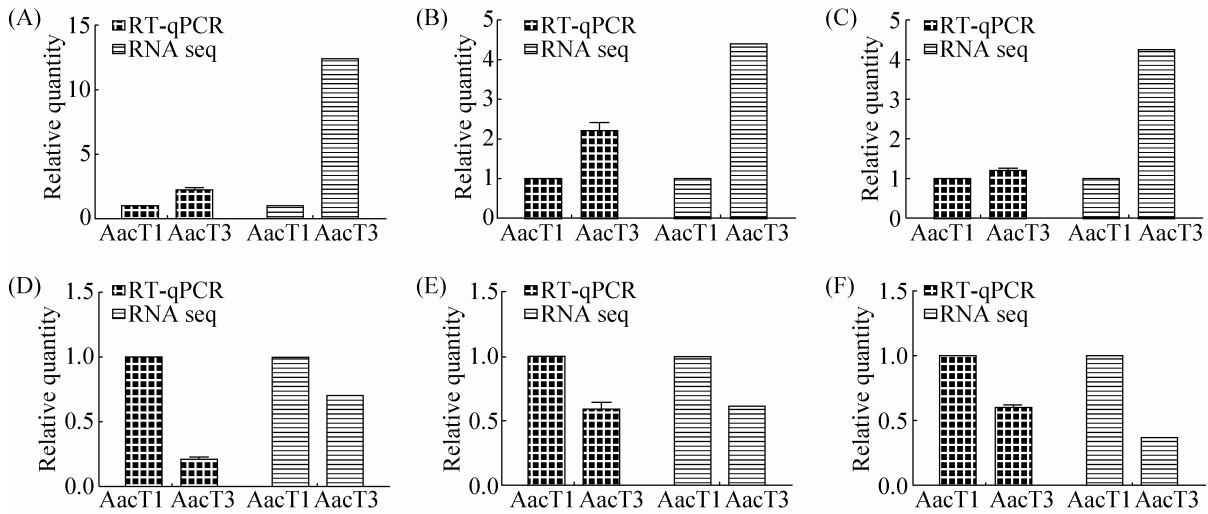 (A)
RT-qPCR
RNA seq
Relative quantity
15
10
5
0
AacT1 AacT3 AacT1 AacT3
(B)
RT-qPCR
RNA seq
Relative quantity
5
4
3
2
1
0
AacT1 AacT3 AacT1 AacT3
(C)
RT-qPCR
RNA seq
Relative quantity
5
4
3
2
1
0
AacT1 AacT3 AacT1 AacT3
(D)
RT-qPCR
RNA seq
Relative quantity
1.5
1.0
0.5
0.0
AacT1 AacT3 AacT1 AacT3
(E)
RT-qPCR
RNA seq
Relative quantity
1.5
1.0
0.5
0.0
AacT1 AacT3 AacT1 AacT3
(F)
RT-qPCR
RNA seq
Relative quantity
1.5
1.0
0.5
0.0
AacT1 AacT3 AacT1 AacT3